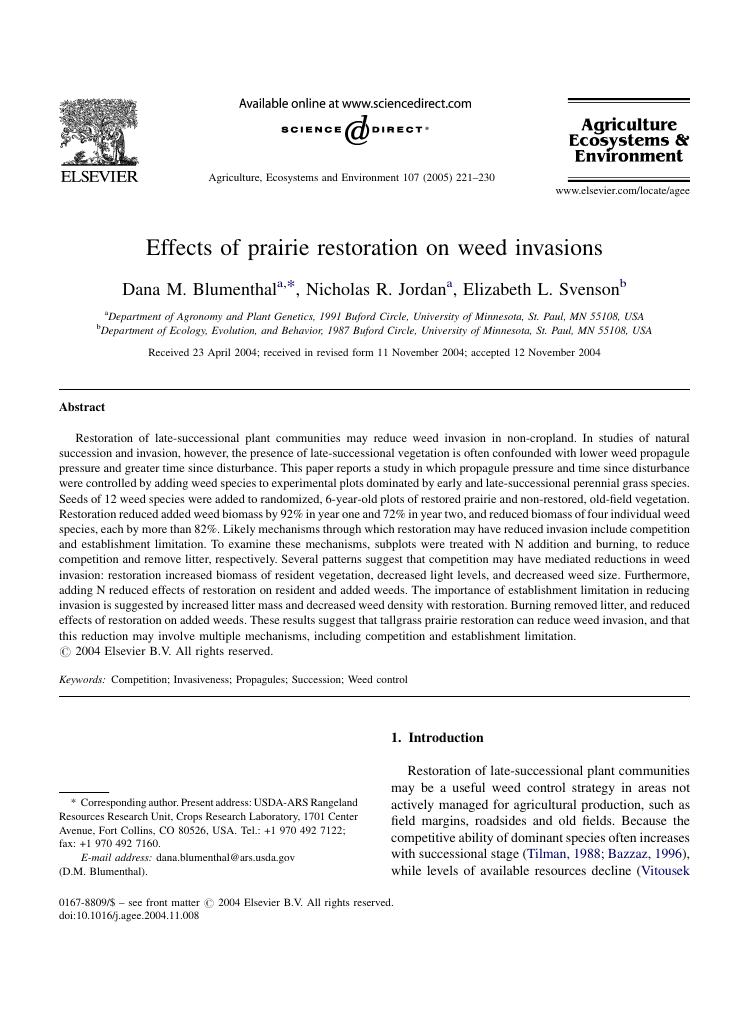 Available online at www.sciencedirect.com
SCIENCE DIRECT®
ELSEVIER
Agriculture, Ecosystems and Environment 107 (2005) 221–230
Agriculture
Ecosystems &
Environment
www.elsevier.com/locate/agee
Effects of prairie restoration on weed invasions
Dana M. Blumenthal a,*, Nicholas R. Jordan a, Elizabeth L. Svenson b
a Department of Agronomy and Plant Genetics, 1991 Buford Circle, University of Minnesota, St. Paul, MN 55108, USA
b Department of Ecology, Evolution, and Behavior, 1987 Buford Circle, University of Minnesota, St. Paul, MN 55108, USA
Received 23 April 2004; received in revised form 11 November 2004; accepted 12 November 2004
Abstract
Restoration of late-successional plant communities may reduce weed invasion in non-cropland. In studies of natural
succession and invasion, however, the presence of late-successional vegetation is often confounded with lower weed propagule
pressure and greater time since disturbance. This paper reports a study in which propagule pressure and time since disturbance
were controlled by adding weed species to experimental plots dominated by early and late-successional perennial grass species.
Seeds of 12 weed species were added to randomized, 6-year-old plots of restored prairie and non-restored, old-field vegetation.
Restoration reduced added weed biomass by 92% in year one and 72% in year two, and reduced biomass of four individual weed
species, each by more than 82%. Likely mechanisms through which restoration may have reduced invasion include competition
and establishment limitation. To examine these mechanisms, subplots were treated with N addition and burning, to reduce
competition and remove litter, respectively. Several patterns suggest that competition may have mediated reductions in weed
invasion: restoration increased biomass of resident vegetation, decreased light levels, and decreased weed size. Furthermore,
adding N reduced effects of restoration on resident and added weeds. The importance of establishment limitation in reducing
invasion is suggested by increased litter mass and decreased weed density with restoration. Burning removed litter, and reduced
effects of restoration on added weeds. These results suggest that tallgrass prairie restoration can reduce weed invasion, and that
this reduction may involve multiple mechanisms, including competition and establishment limitation.
© 2004 Elsevier B.V. All rights reserved.
Keywords: Competition; Invasiveness; Propagules; Succession; Weed control
* Corresponding author. Present address: USDA-ARS Rangeland
Resources Research Unit, Crops Research Laboratory, 1701 Center
Avenue, Fort Collins, CO 80526, USA. Tel.: +1 970 492 7122;
fax: +1 970 492 7160.
E-mail address: dana.blumenthal@ars.usda.gov
(D.M. Blumenthal).
1. Introduction
Restoration of late-successional plant communities
may be a useful weed control strategy in areas not
actively managed for agricultural production, such as
field margins, roadsides and old fields. Because the
competitive ability of dominant species often increases
with successional stage (Tilman, 1988; Bazzaz, 1996),
while levels of available resources decline (Vitousek
0167-8809/$ – see front matter © 2004 Elsevier B.V. All rights reserved.
doi:10.1016/j.agee.2004.11.008